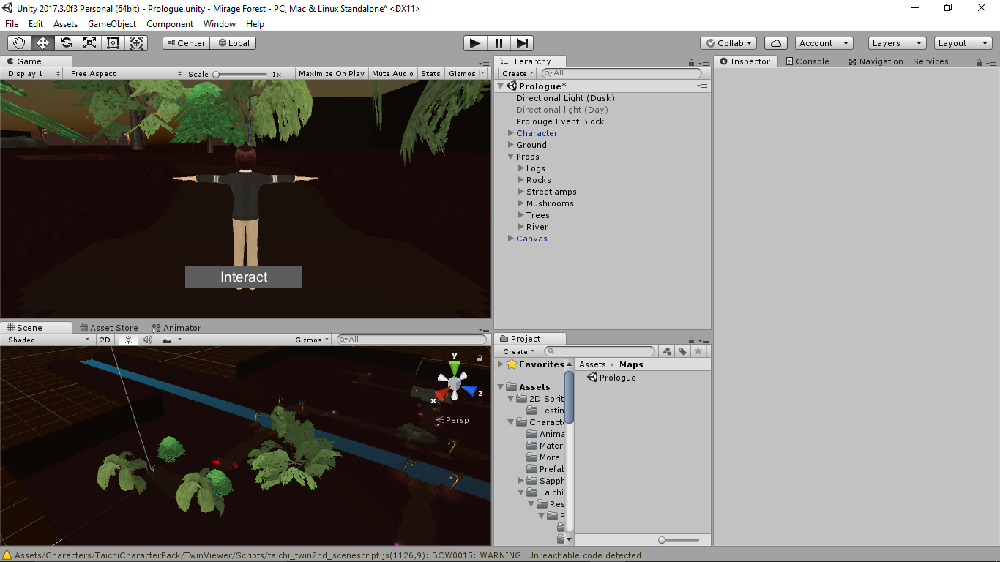 Unity 2017.3.0f3 Personal (64bit) - Prologue.unity - Mirage Forest - PC, Mac & Linux Standalone* <DX11>
File Edit Assets GameObject Component Window Help
Center Local Collab Account Layers Layout
Game
Display 1 Free Aspect Scale 1x Maximize On Play Mute Audio Stats Gizmos
Interact
Scene Asset Store Animator
Shaded 2D Gizmos All
y
x
z
Persp
Hierarchy
Create All
Prologue*
Directional Light (Dusk)
Directional light (Day)
Prolouge Event Block
Character
Ground
Props
Logs
Rocks
Streetlamps
Mushrooms
Trees
River
Canvas
Project
Create
Favorites
Assets
2D Sprit
Testin
Characte
Anima
Mater
More
Prefab
Sapph
Taichi
Res
P
Assets Maps
Prologue
Inspector Console Navigation Services
Assets/Characters/TaichiCharacterPack/TwinViewer/Scripts/taichi_twin2nd_scenescript.js(1126,9): BCW0015: WARNING: Unreachable code detected.